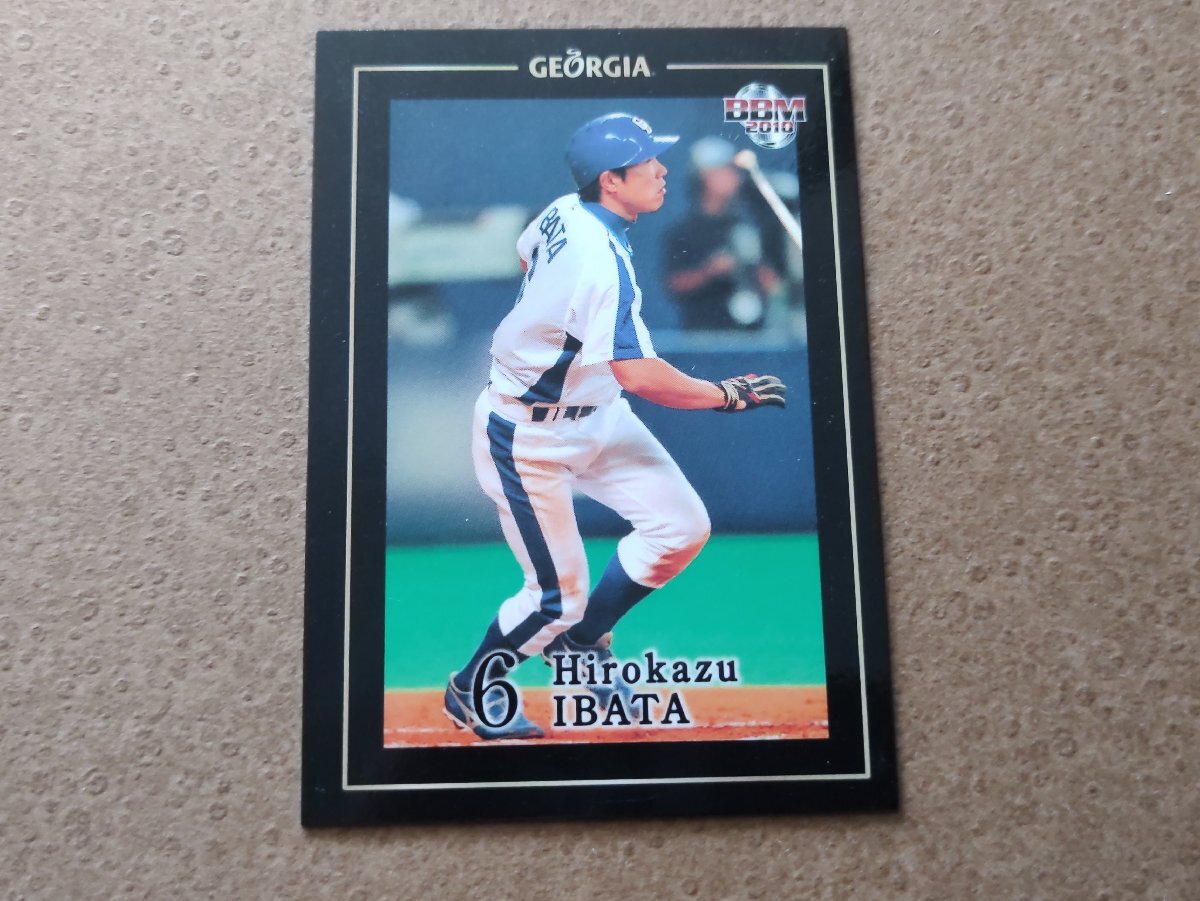 GEORGIA
BBM
2010
IBATA
6
Hirokazu
IBATA